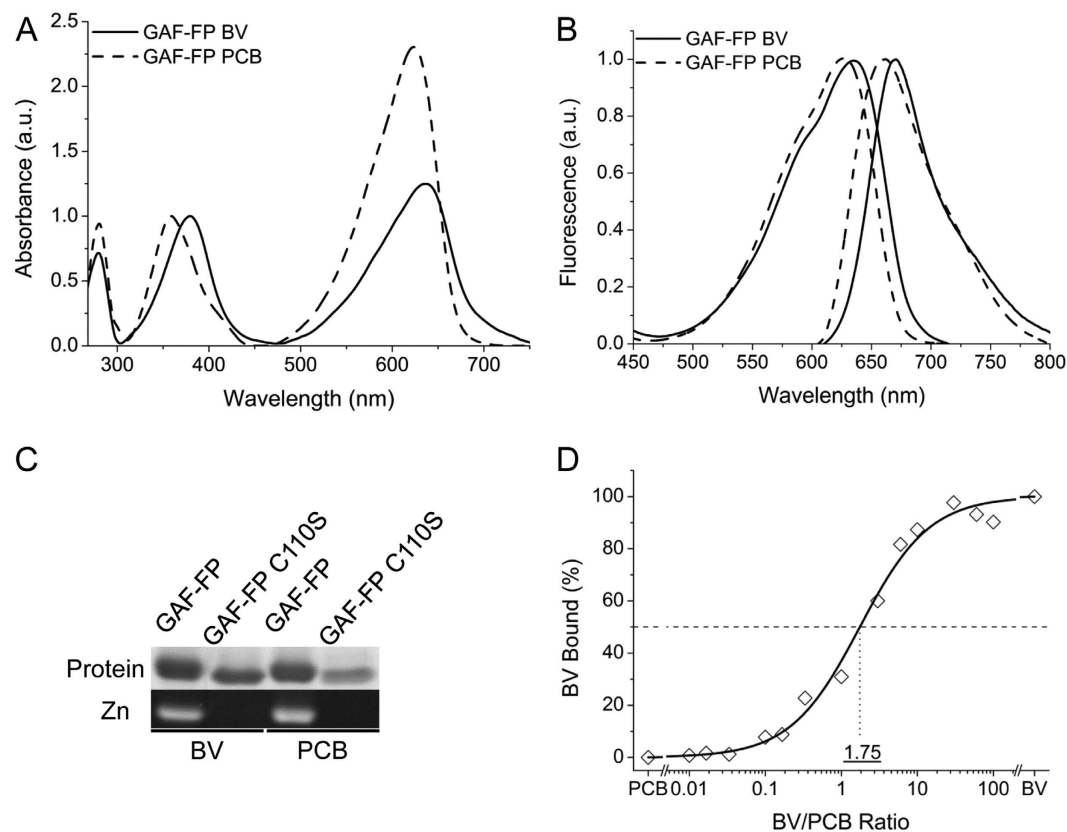 A
GAF-FP BV
GAF-FP PCB
Absorbance (a.u.)
2.5
2.0
1.5
1.0
0.5
0.0
300 400 500 600 700
Wavelength (nm)
B
GAF-FP BV
GAF-FP PCB
Fluorescence (a.u.)
1.0
0.8
0.6
0.4
0.2
0.0
450 500 550 600 650 700 750 800
Wavelength (nm)
C
GAF-FP
GAF-FP C110S
GAF-FP
GAF-FP C110S
Protein
Zn
BV PCB
D
BV Bound (%)
100
80
60
40
20
0
1.75
PCB 0.01 0.1 1 10 100 BV
BV/PCB Ratio